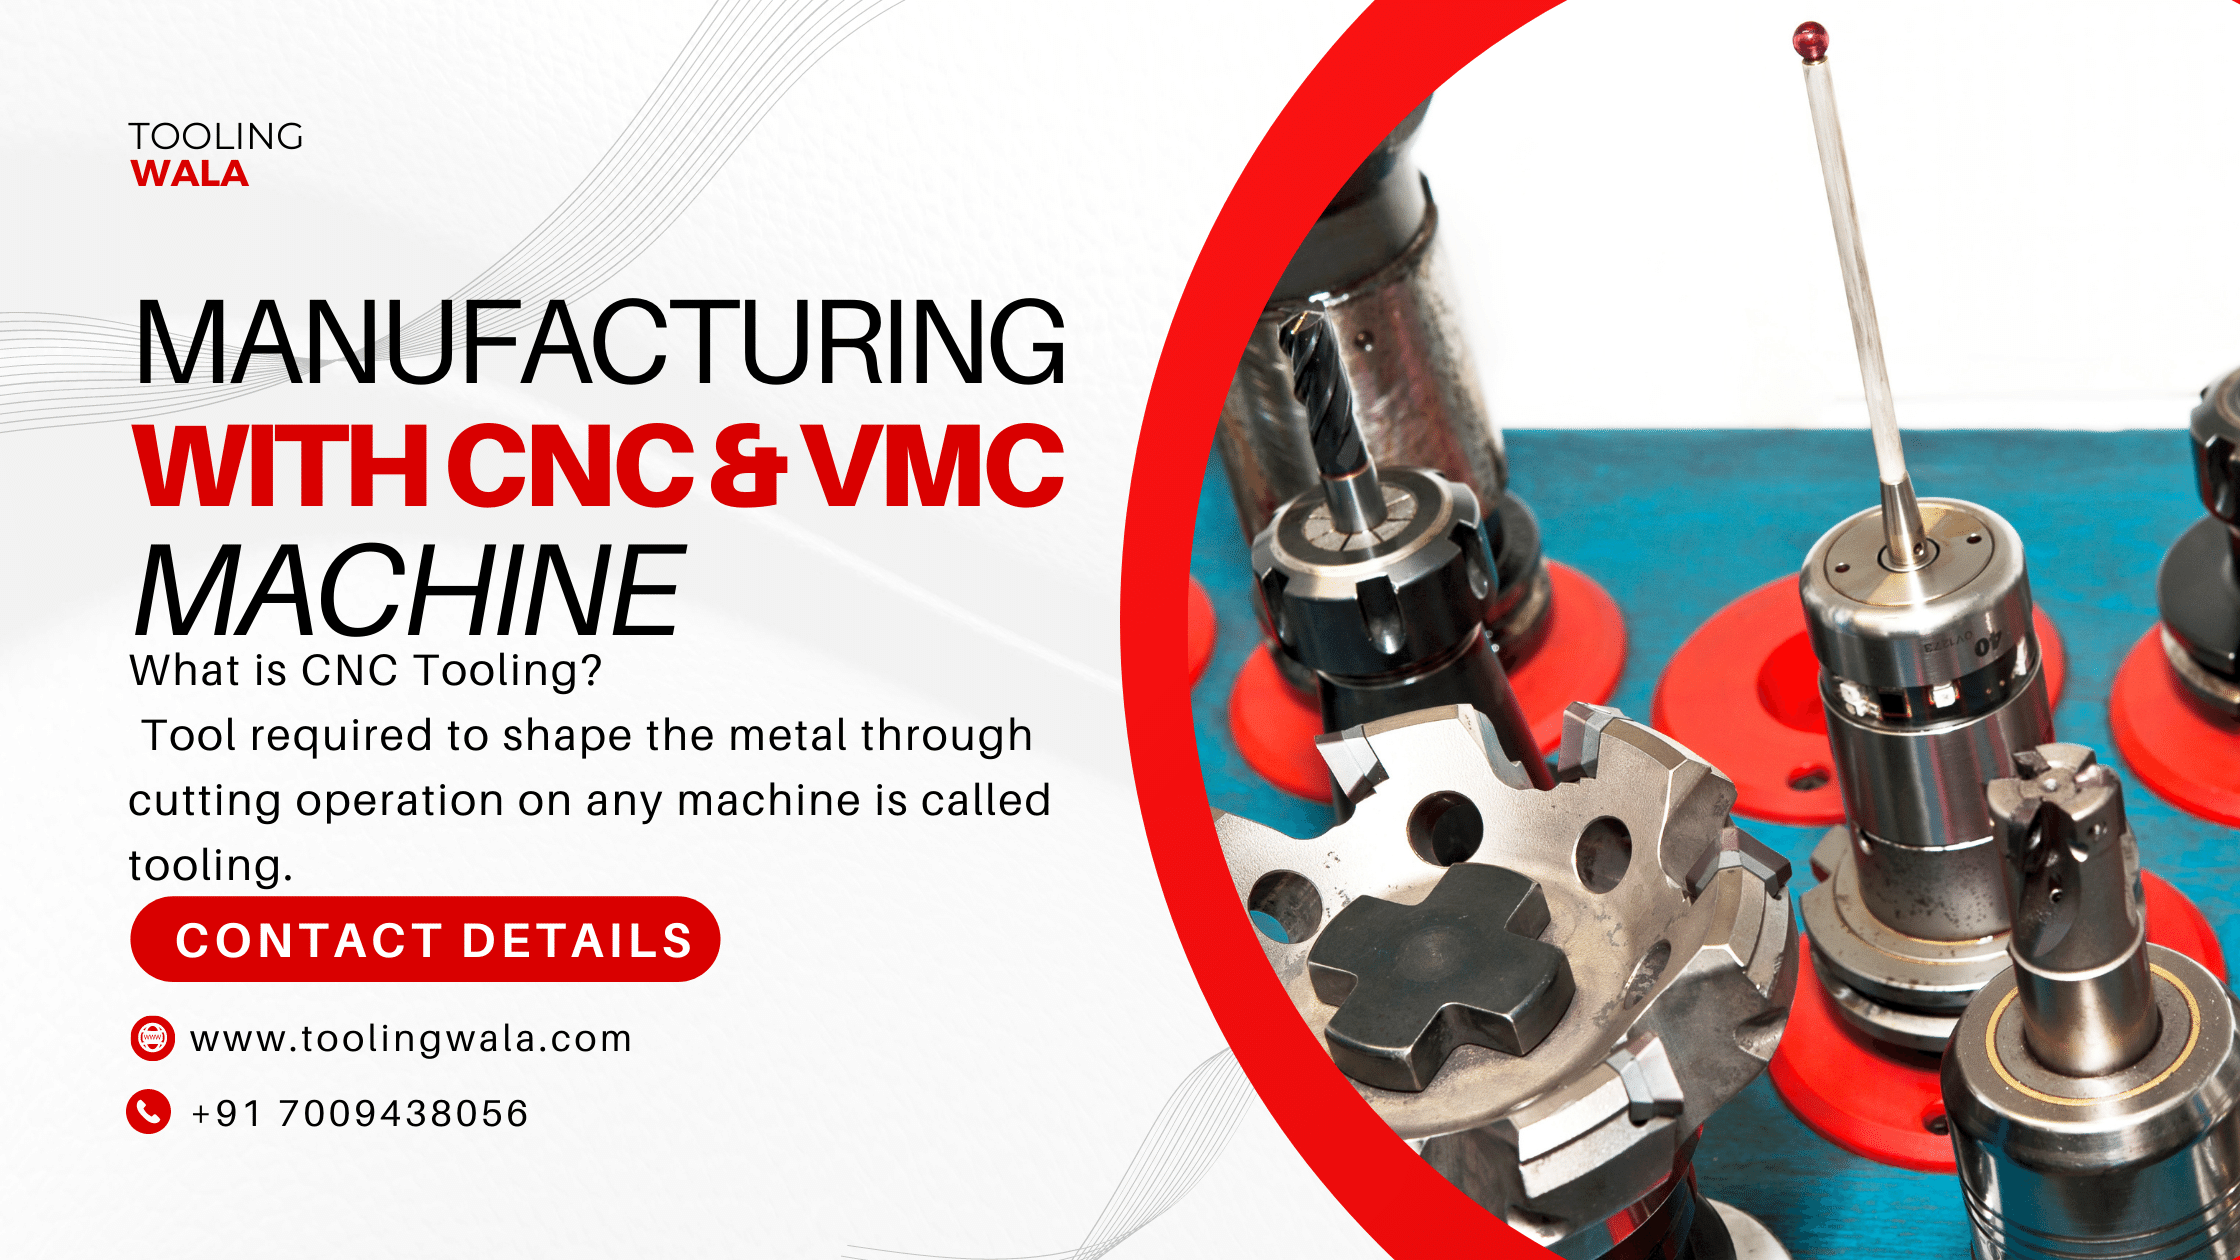 TOOLING
WALA
MANUFACTURING
WITH CNC & VMC
MACHINE
What is CNC Tooling?
Tool required to shape the metal through
cutting operation on any machine is called
tooling.
CONTACT DETAILS
www.toolingwala.com
+91 7009438056
40